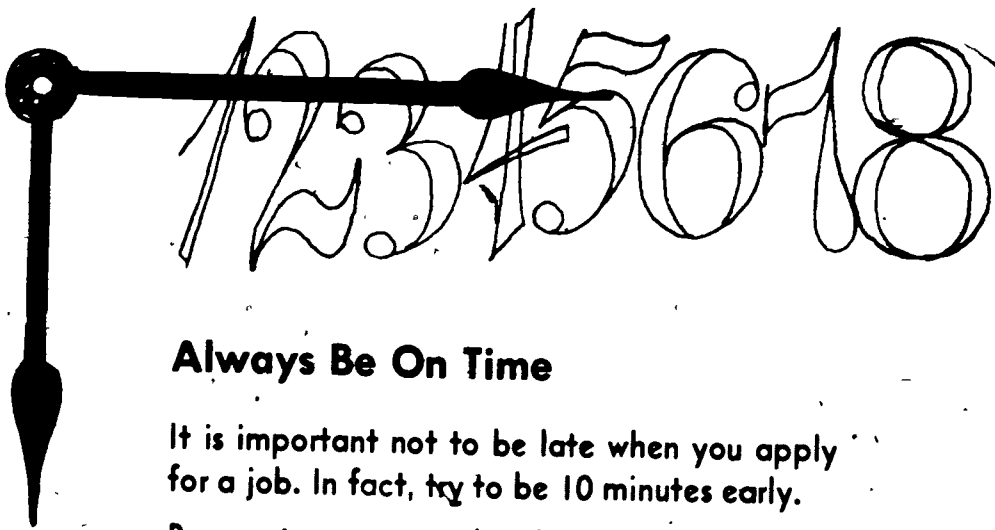 12345678
Always Be On Time
It is important not to be late when you apply
for a job. In fact, try to be 10 minutes early.